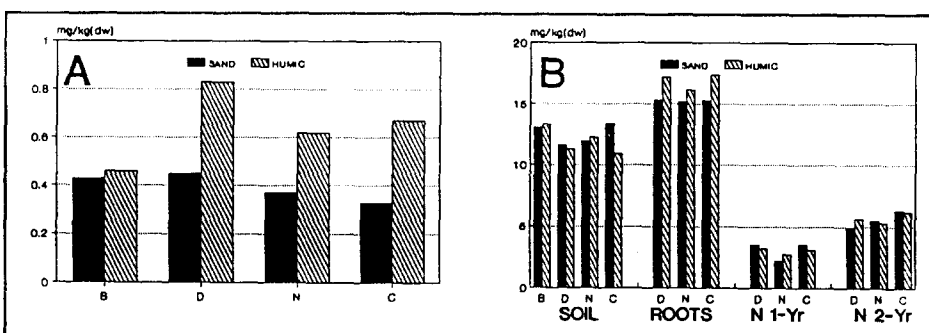 mg/kg(dw)
1
A
SAND HUMIC
0.8
0.6
0.4
0.2
0
B D N C
mg/kg(dw)
20
B
SAND HUMIC
15
10
5
0
B D N C D N C D N C D N C
SOIL ROOTS N 1-Yr N 2-Yr